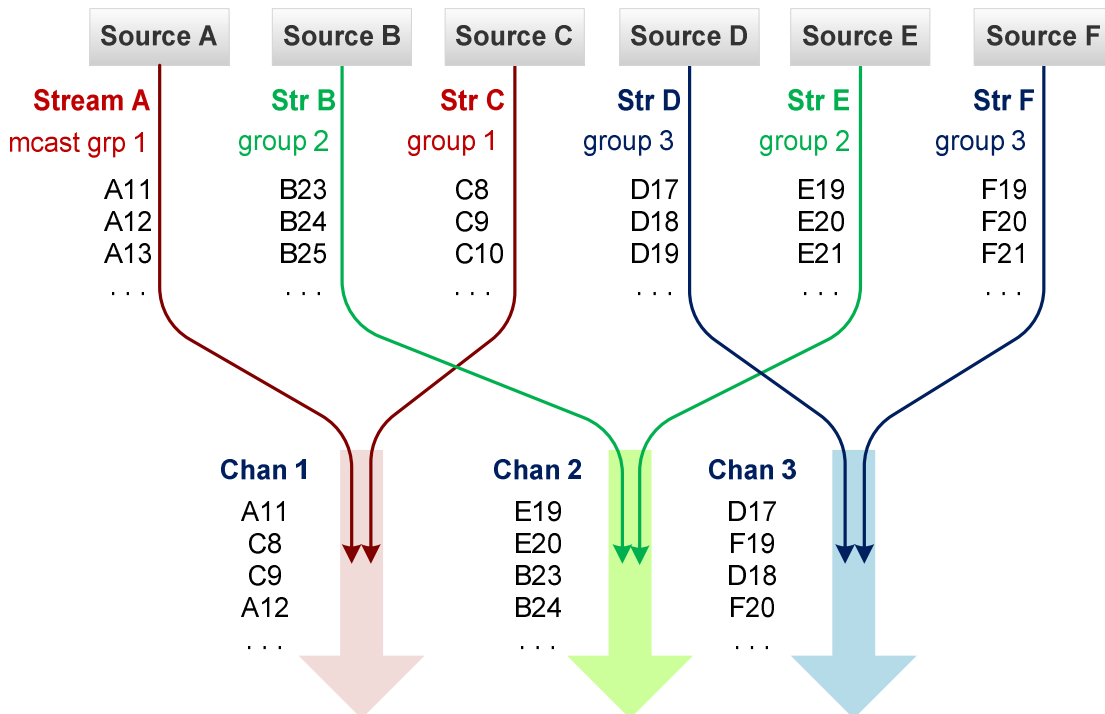 Source A
Source B
Source C
Source D
Source E
Source F
Stream A
mcast grp 1
A11
A12
A13
. . .
Str B
group 2
B23
B24
B25
. . .
Str C
group 1
C8
C9
C10
. . .
Str D
group 3
D17
D18
D19
. . .
Str E
group 2
E19
E20
E21
. . .
Str F
group 3
F19
F20
F21
. . .
Chan 1
A11
C8
C9
A12
. . .
Chan 2
E19
E20
B23
B24
. . .
Chan 3
D17
F19
D18
F20
. . .